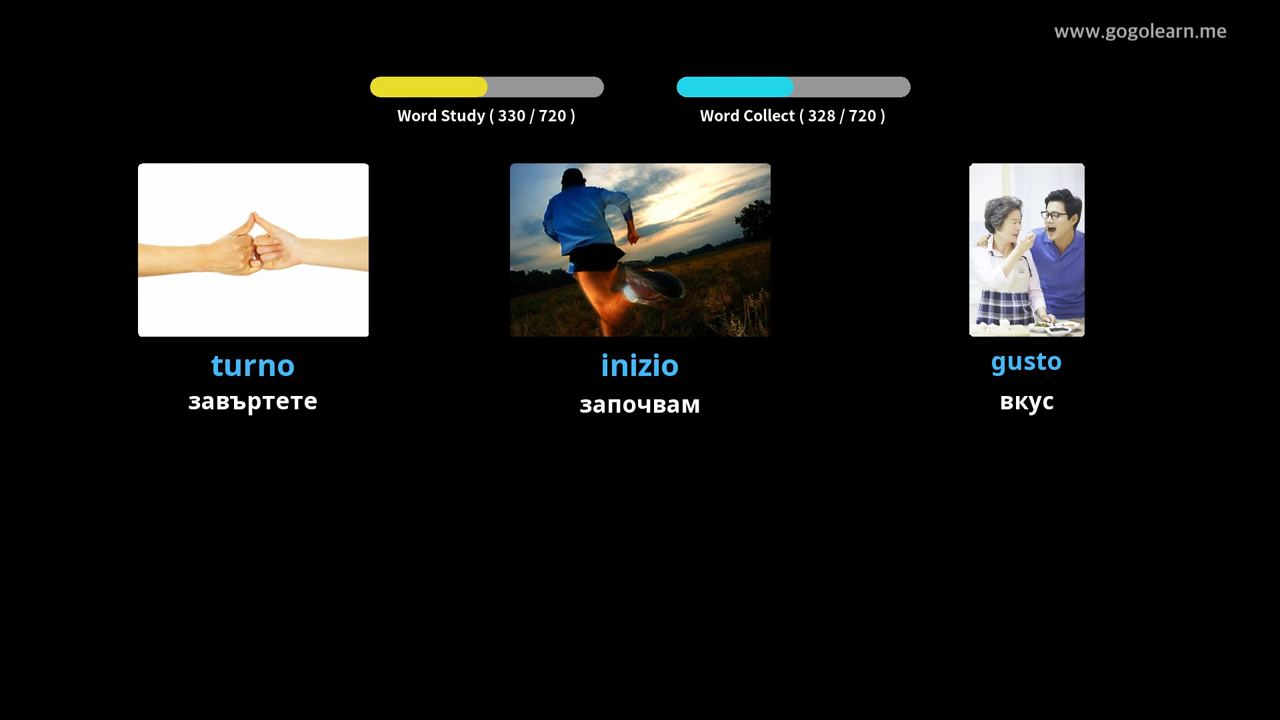 www.gogolearn.me
Word Study ( 330 / 720 )
Word Collect ( 328 / 720 )
turno
завъртете
inizio
започвам
gusto
вкус